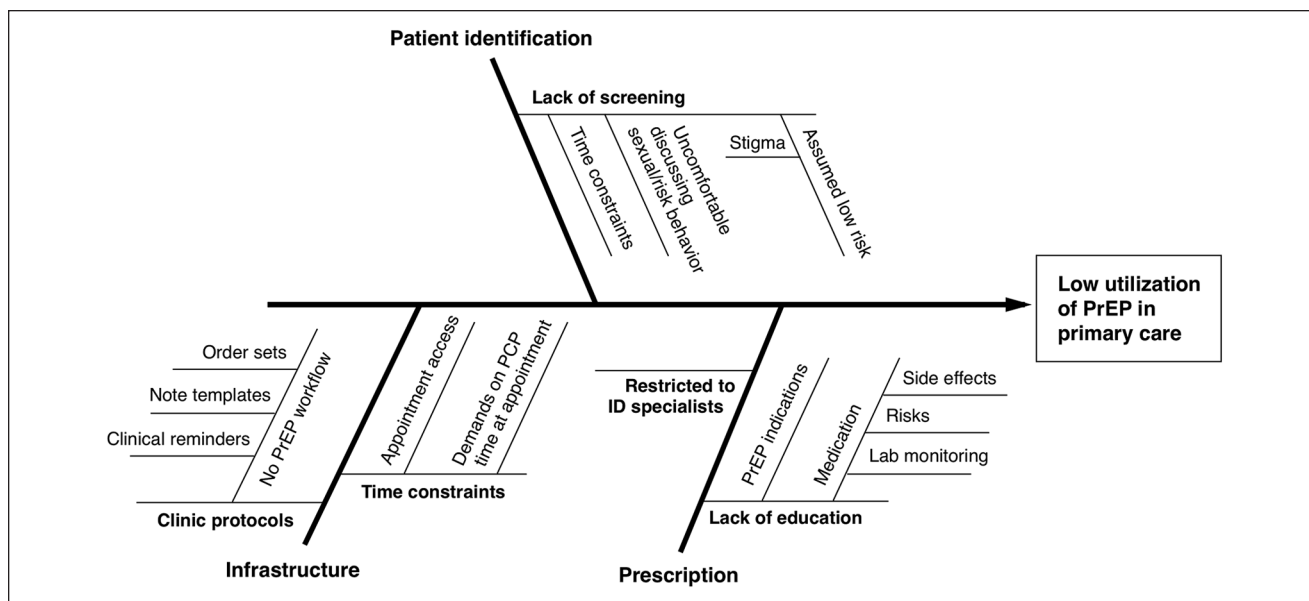 Patient identification
Lack of screening
Time constraints
Uncomfortable
discussing
sexual/risk behavior
Stigma
Assumed low risk
Low utilization
of PrEP in
primary care
Order sets
Note templates
Clinical reminders
No PrEP workflow
Clinic protocols
Appointment access
Demands on PCP
time at appointment
Time constraints
Infrastructure
Restricted to
ID specialists
PrEP indications
Medication
Side effects
Risks
Lab monitoring
Lack of education
Prescription